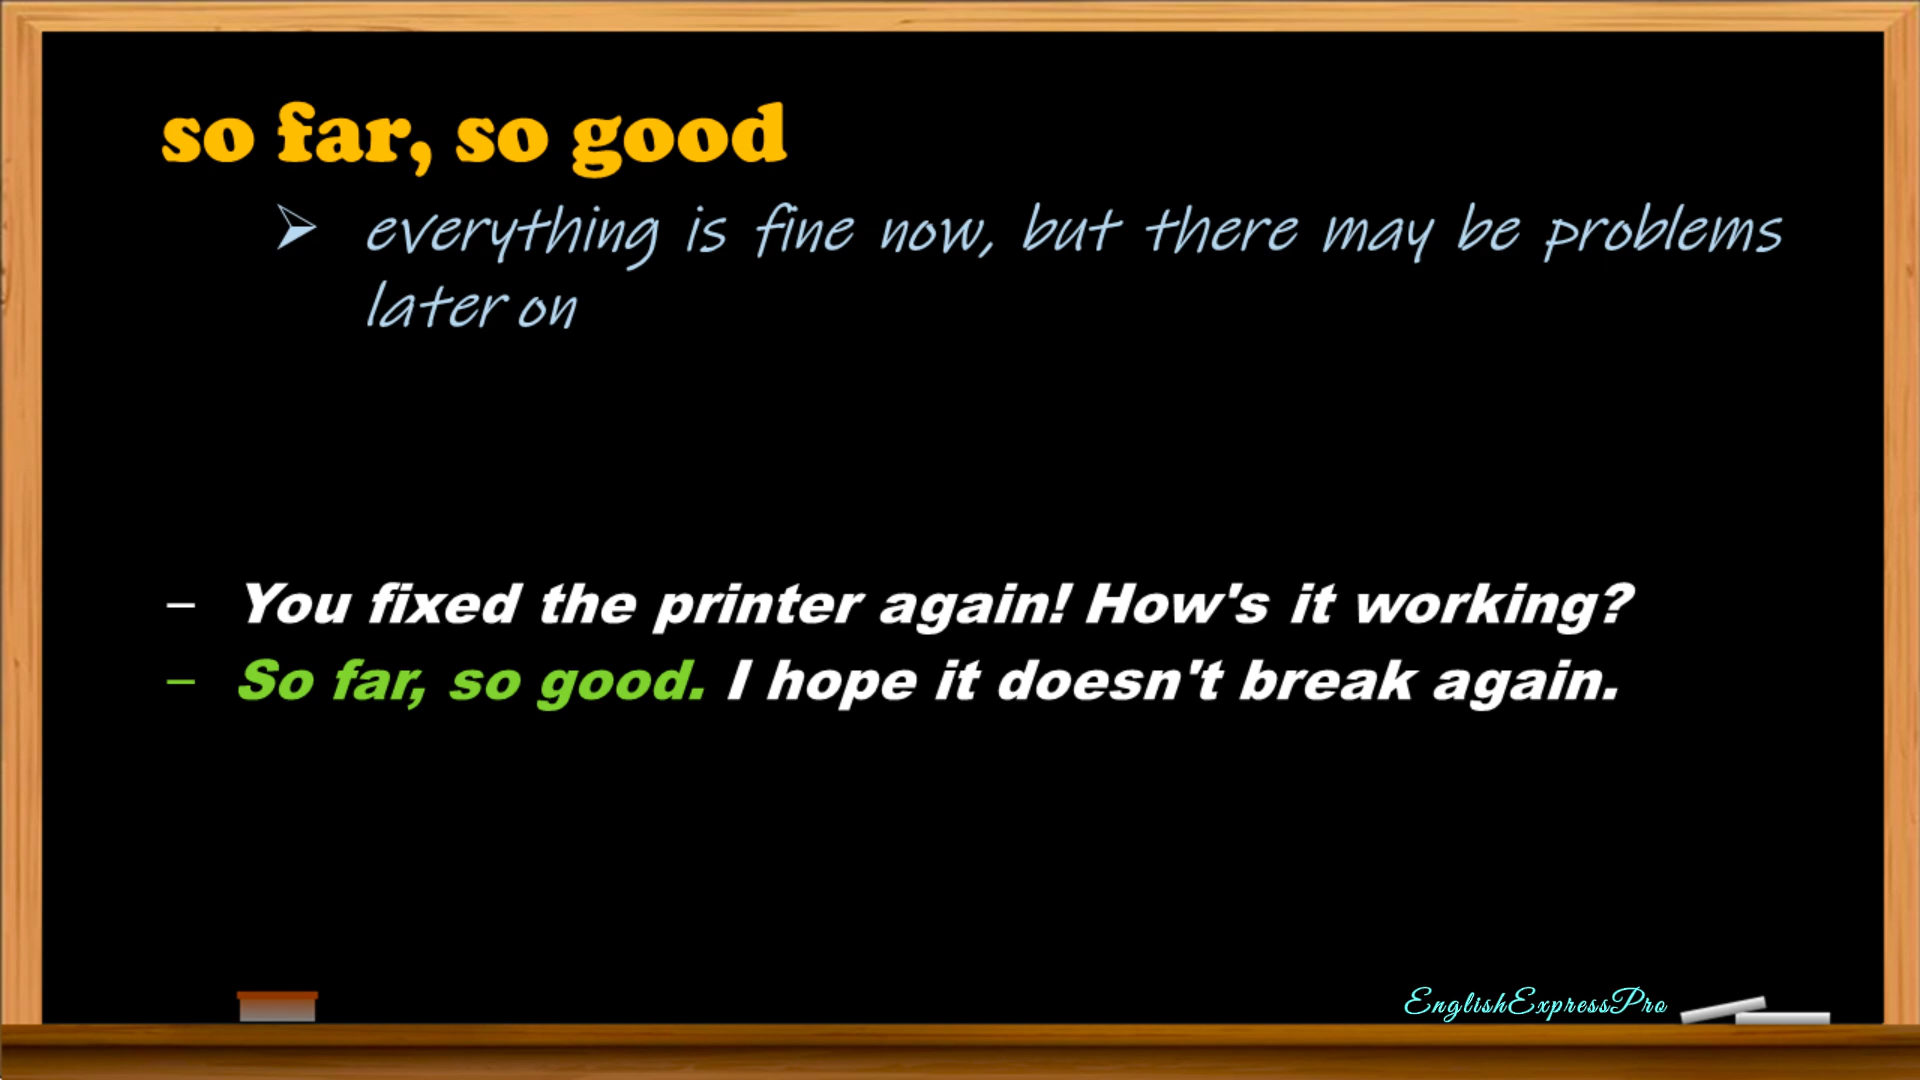 so far, so good
➢ everything is fine now, but there may be problems
later on
– You fixed the printer again! How's it working?
– So far, so good. I hope it doesn't break again.
EnglishExpressPro